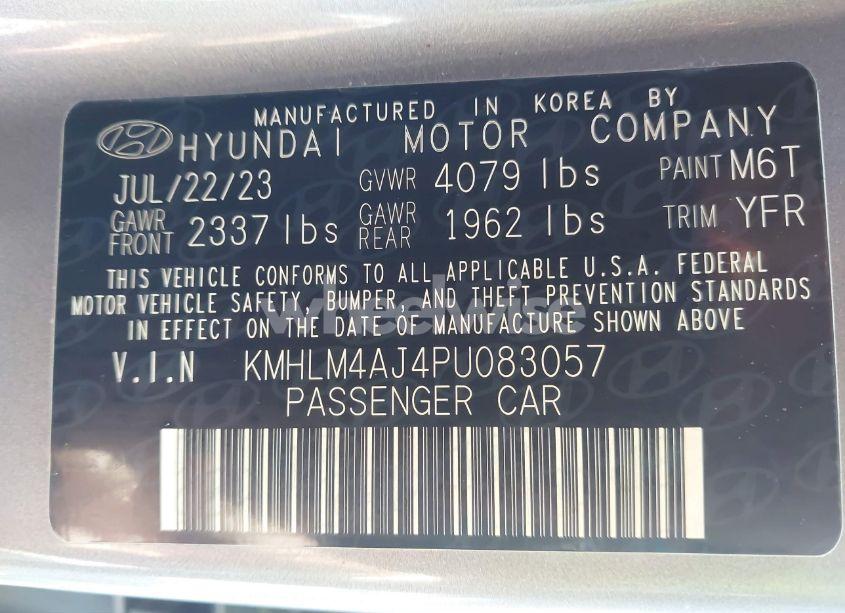 MANUFACTURED IN KOREA BY
HYUNDAI MOTOR COMPANY
JUL/22/23 GVWR 4079 lbs PAINT M6T
GAWR FRONT 2337 lbs GAWR REAR 1962 lbs TRIM YFR
THIS VEHICLE CONFORMS TO ALL APPLICABLE U.S.A. FEDERAL
MOTOR VEHICLE SAFETY, BUMPER, AND THEFT PREVENTION STANDARDS
IN EFFECT ON THE DATE OF MANUFACTURE SHOWN ABOVE
wheelwise
V.I.N KMHLM4AJ4PU083057
PASSENGER CAR